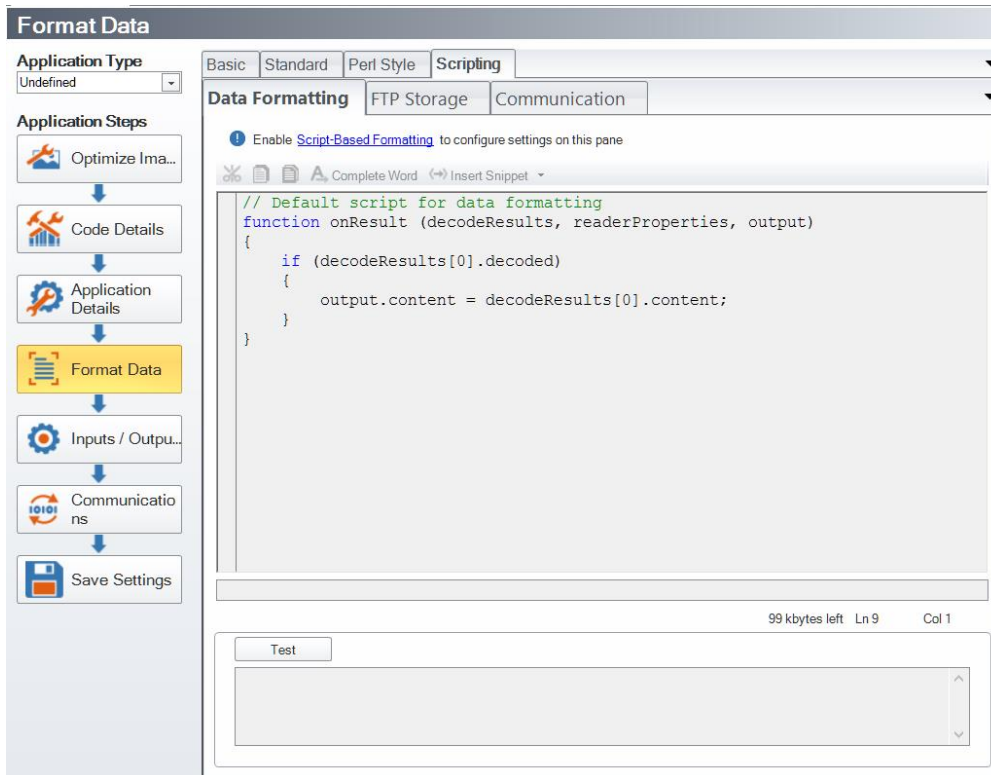 Format Data
Application Type
Undefined
Application Steps
Optimize Ima...
Code Details
Application
Details
Format Data
Inputs / Outpu...
Communicatio
ns
Save Settings
Basic Standard Perl Style Scripting
Data Formatting FTP Storage Communication
Enable Script-Based Formatting to configure settings on this pane
Complete Word Insert Snippet
// Default script for data formatting
function onResult (decodeResults, readerProperties, output)
{
    if (decodeResults[0].decoded)
    {
        output.content = decodeResults[0].content;
    }
}
99 kbytes left Ln 9 Col 1
Test